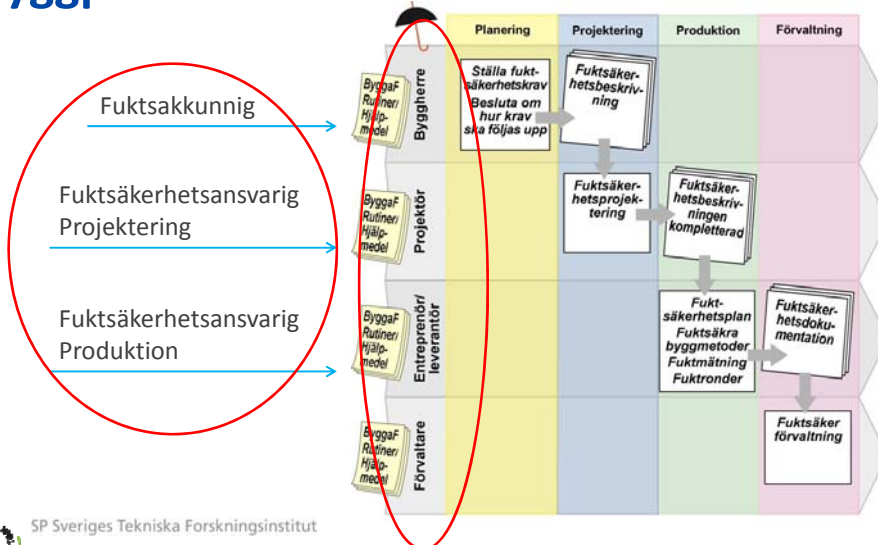 Planering
Projektering
Produktion
Förvaltning
Fuktsakkunnig
ByggaF
Rutiner/
Hjälp-
medel
Byggherre
Ställa fukt-
säkerhetskrav
Besluta om
hur krav
ska följas upp
Fuktsäker-
hetsbeskriv-
ning
Fuktsäkerhetsansvarig
Projektering
ByggaF
Rutiner/
Hjälp-
medel
Projektör
Fuktsäker-
hetsprojek-
tering
Fuktsäker-
hetsbeskriv-
ningen
kompletterad
Fuktsäkerhetsansvarig
Produktion
ByggaF
Rutiner/
Hjälp-
medel
Entreprenör/
leverantör
Fukt-
säkerhetsplan
Fuktsäkra
byggmetoder
Fuktmätning
Fuktronder
Fuktsäker-
hetsdoku-
mentation
ByggaF
Rutiner/
Hjälp-
medel
Förvaltare
Fuktsäker
förvaltning
SP Sveriges Tekniska Forskningsinstitut